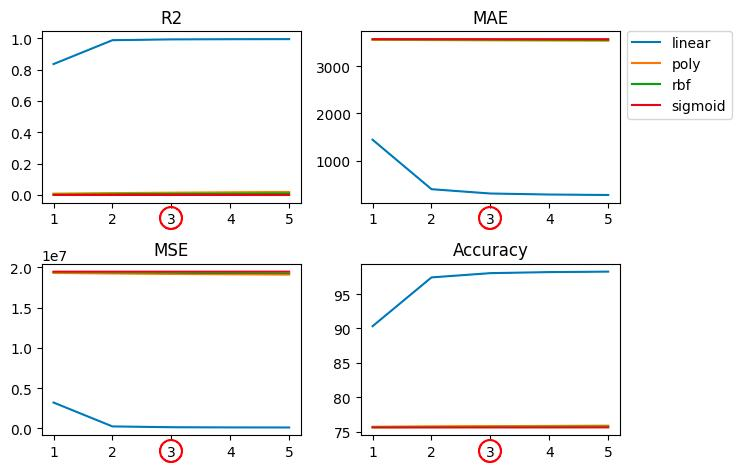 R2
1.0
0.8
0.6
0.4
0.2
0.0
1 2 3 4 5
MAE
3000
2000
1000
1 2 3 4 5
linear
poly
rbf
sigmoid
MSE
1e7
2.0
1.5
1.0
0.5
0.0
1 2 3 4 5
Accuracy
95
90
85
80
75
1 2 3 4 5